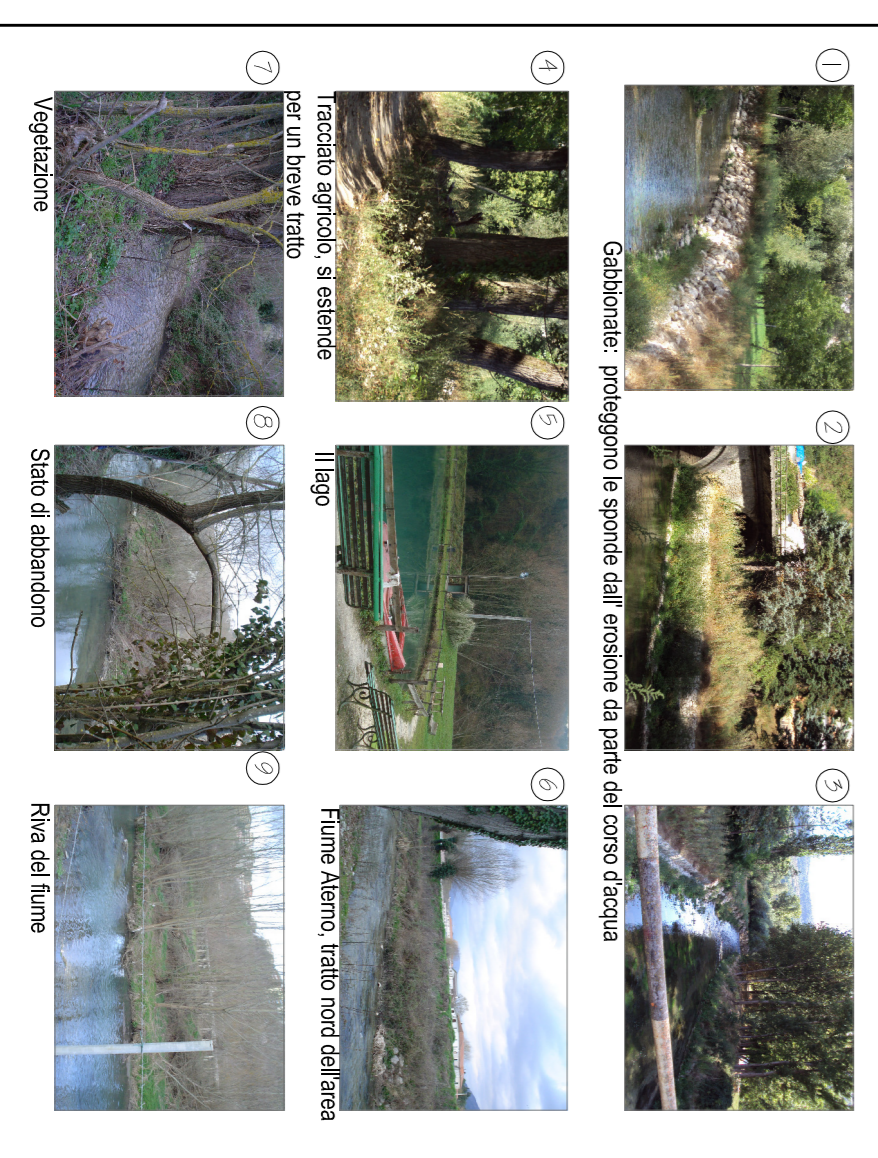 1
2
3
Gabbionate: proteggono le sponde dall' erosione da parte del corso d'acqua
4
5
6
Tracciato agricolo, si estende
per un breve tratto
Il lago
Fiume Aterno, tratto nord dell'area
7
8
9
Vegetazione
Stato di abbandono
Riva del fiume